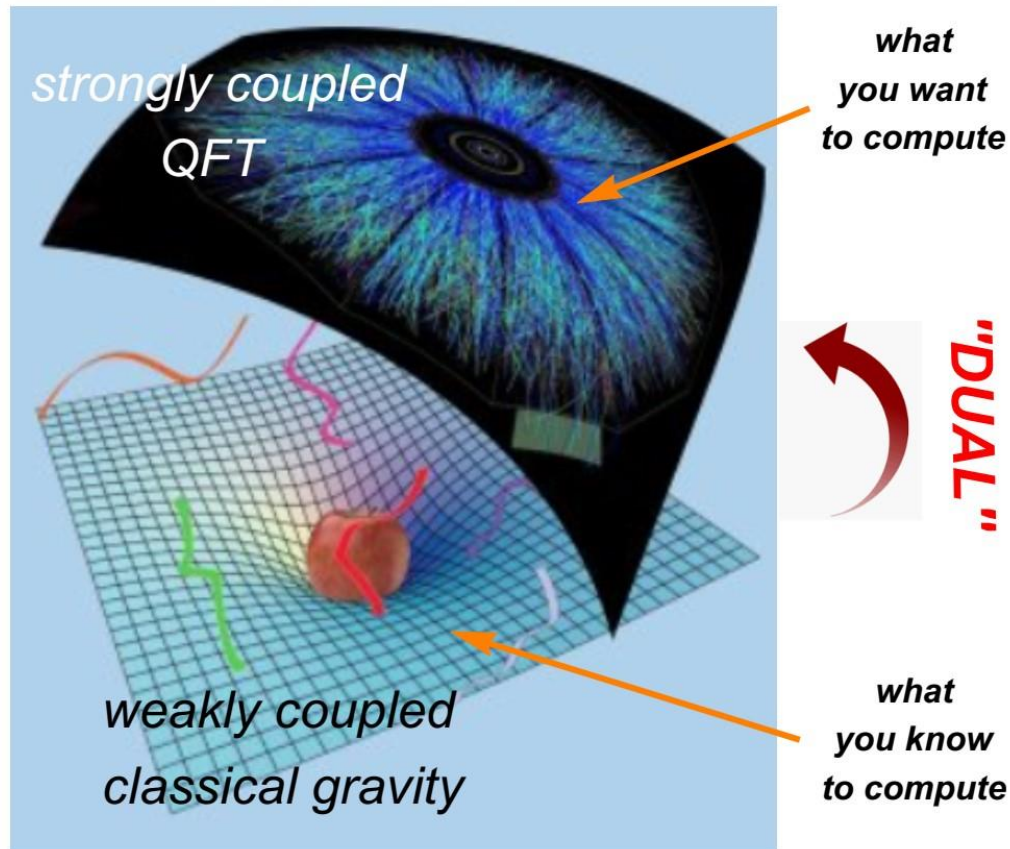 strongly coupled
QFT
what
you want
to compute
"DUAL"
weakly coupled
classical gravity
what
you know
to compute